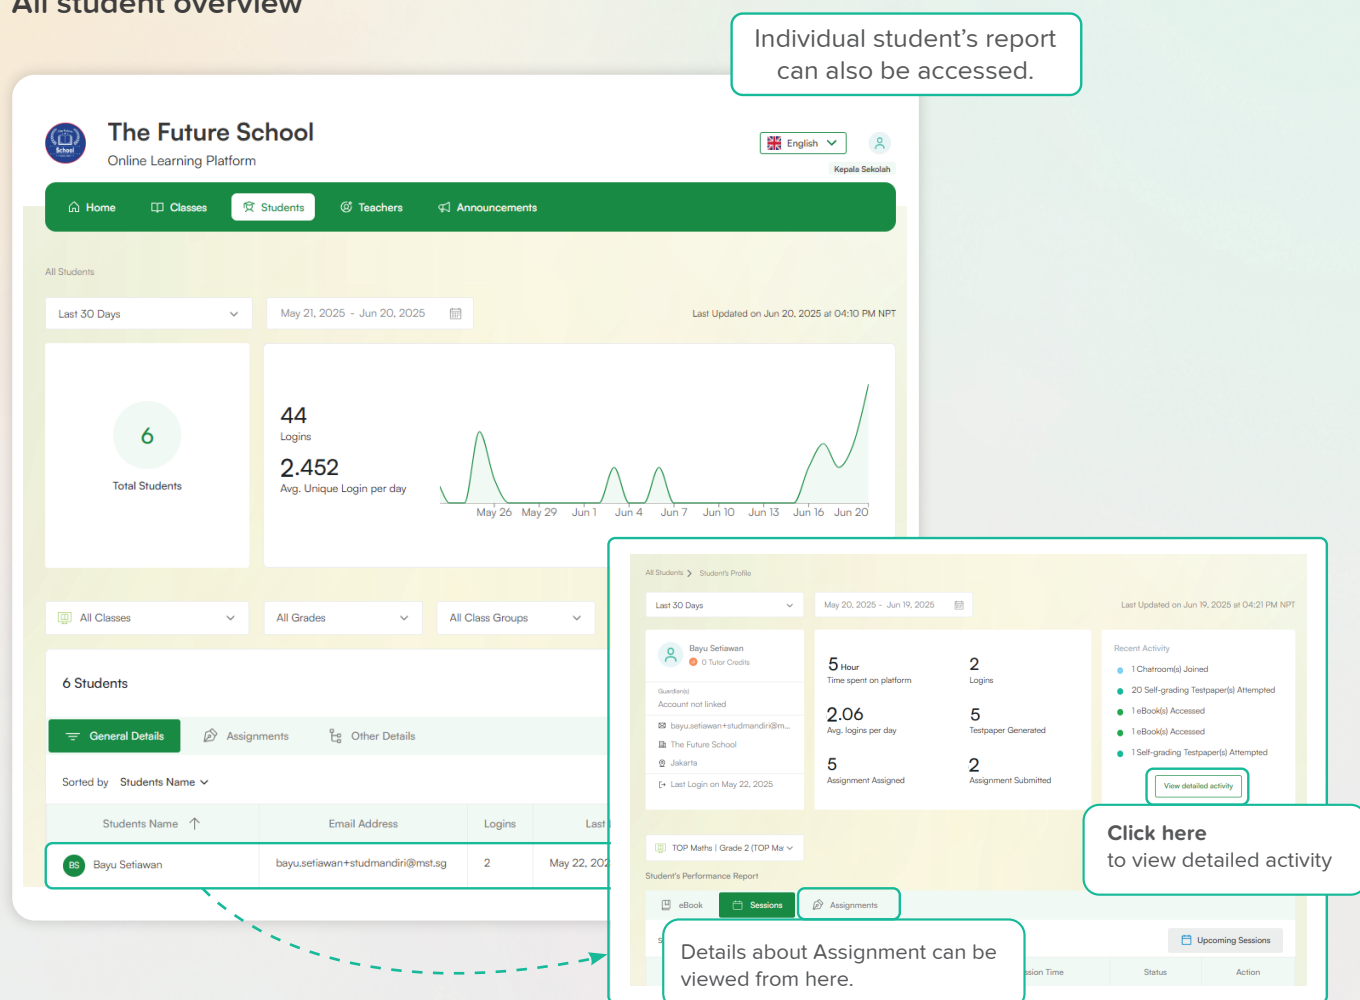 All student overview
Individual student's report
can also be accessed.
The Future School
Online Learning Platform
School
English
Kepala Sekolah
Home
Classes
Students
Teachers
Announcements
All Students
Last 30 Days
May 21, 2025 - Jun 20, 2025
Last Updated on Jun 20, 2025 at 04:10 PM NPT
6
Total Students
44
Logins
2.452
Avg. Unique Login per day
May 26 May 29 Jun 1 Jun 4 Jun 7 Jun 10 Jun 13 Jun 16 Jun 20
All Classes
All Grades
All Class Groups
6 Students
General Details
Assignments
Other Details
Sorted by Students Name
Students Name
Email Address
Logins
Last
BS Bayu Setiawan
bayu.setiawan+studmandiri@mst.sg
2
May 22, 202
All Students > Student's Profile
Last 30 Days
May 20, 2025 - Jun 19, 2025
Last Updated on Jun 19, 2025 at 04:21 PM NPT
Bayu Setiawan
0 Tutor Credits
Guardian(s)
Account not linked
bayu.setiawan+studmandiri@m...
The Future School
Jakarta
Last Login on May 22, 2025
5 Hour
Time spent on platform
2
Logins
2.06
Avg. logins per day
5
Testpaper Generated
5
Assignment Assigned
2
Assignment Submitted
Recent Activity
1 Chatroom(s) Joined
20 Self-grading Testpaper(s) Attempted
1 eBook(s) Accessed
1 eBook(s) Accessed
1 Self-grading Testpaper(s) Attempted
View detailed activity
Click here
to view detailed activity
TOP Maths | Grade 2 (TOP Ma
Student's Performance Report
eBook
Sessions
Assignments
Upcoming Sessions
Details about Assignment can be
viewed from here.
Time
Status
Action